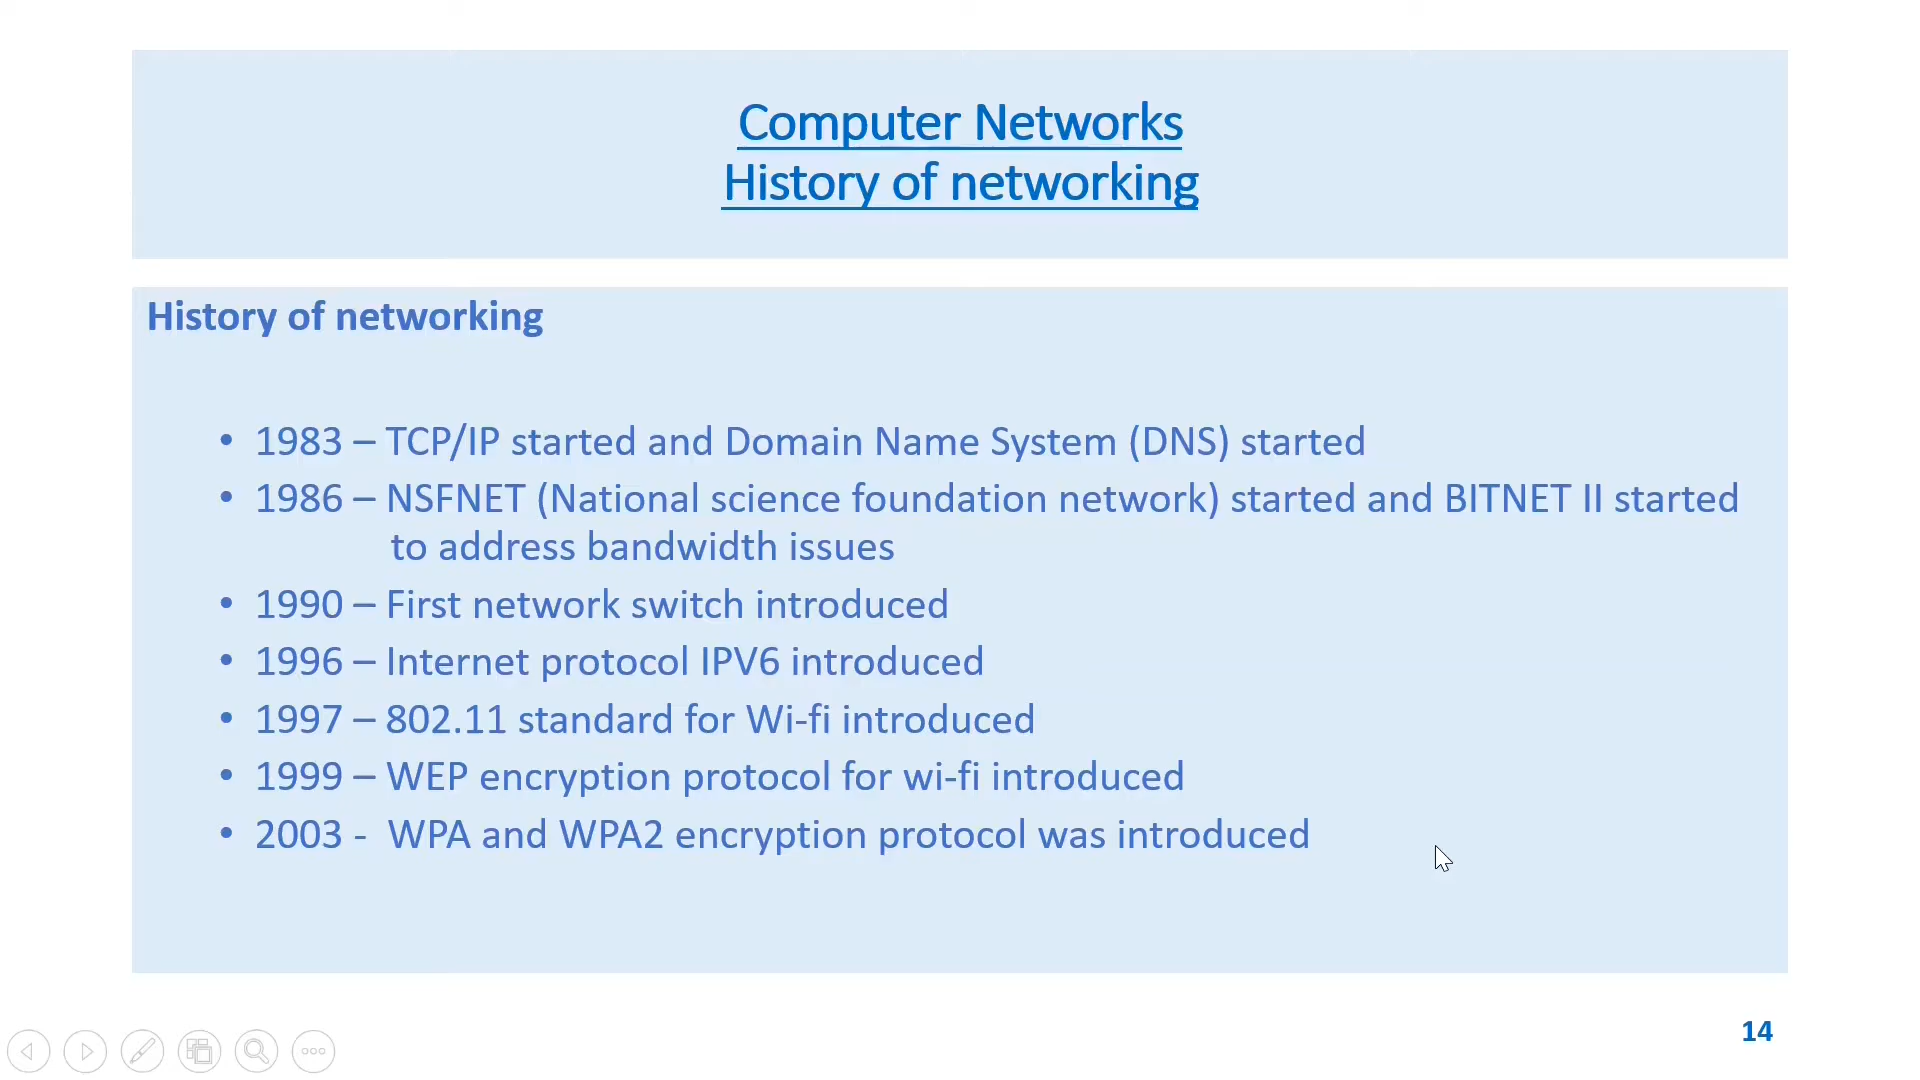 Computer Networks
History of networking
History of networking
• 1983 – TCP/IP started and Domain Name System (DNS) started
• 1986 – NSFNET (National science foundation network) started and BITNET II started
to address bandwidth issues
• 1990 – First network switch introduced
• 1996 – Internet protocol IPV6 introduced
• 1997 – 802.11 standard for Wi-fi introduced
• 1999 – WEP encryption protocol for wi-fi introduced
• 2003 - WPA and WPA2 encryption protocol was introduced
14